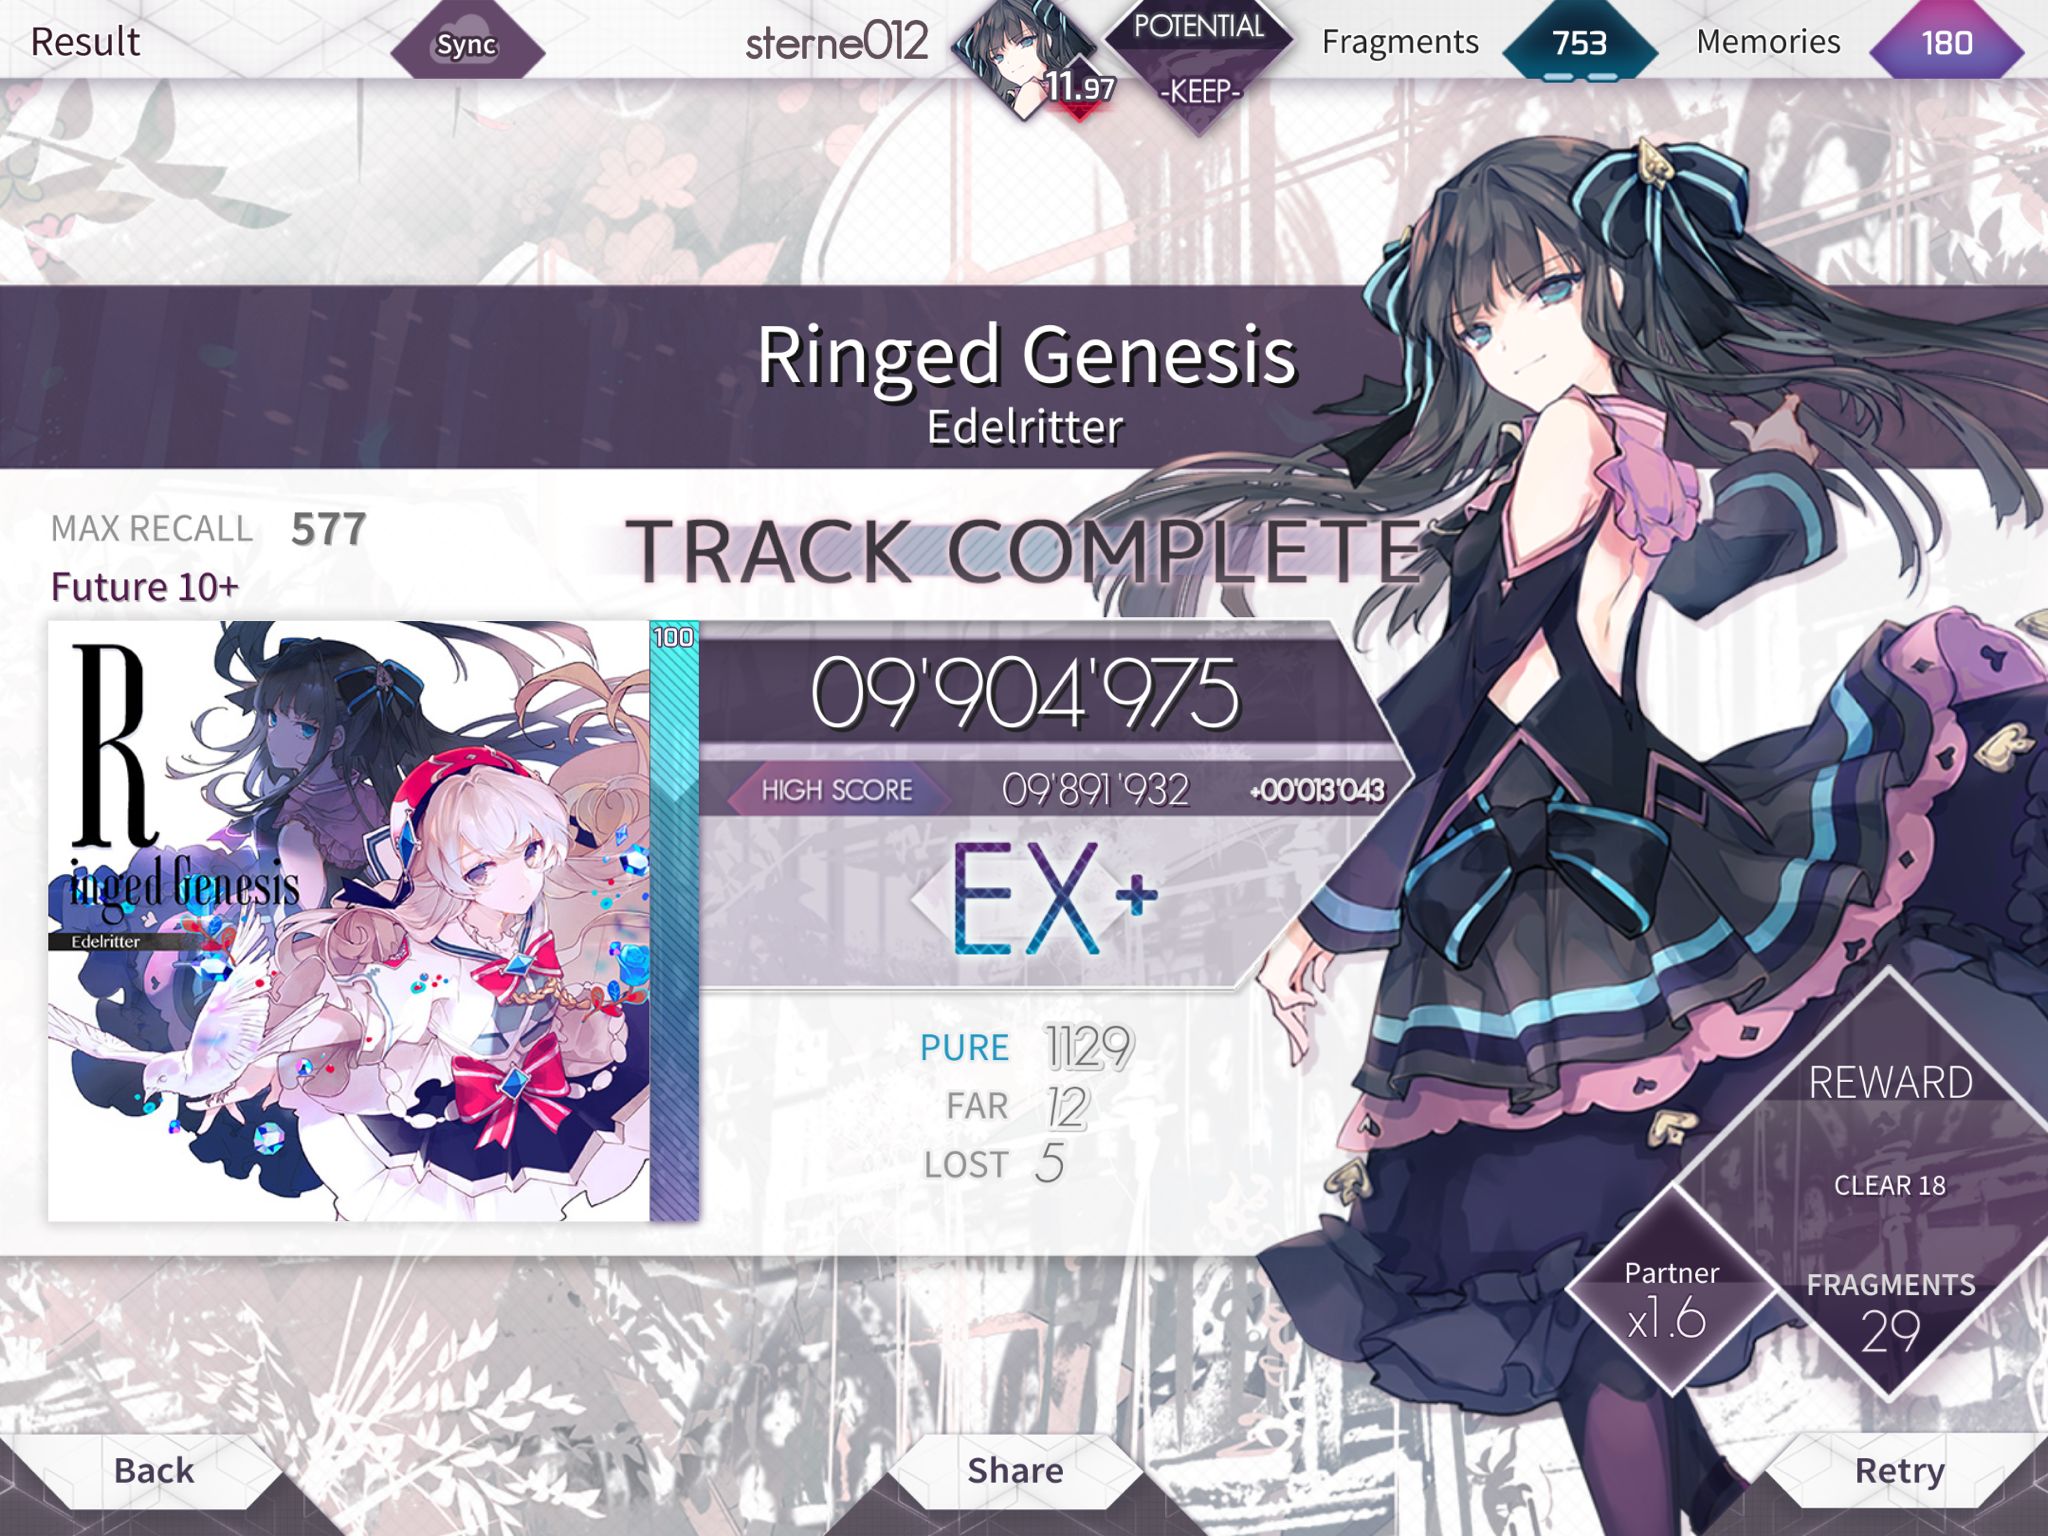 Result
Sync
sterne012
11.97
POTENTIAL
-KEEP-
Fragments
753
Memories
180
Ringed Genesis
Edelritter
MAX RECALL 577
Future 10+
TRACK COMPLETE
Ringed Genesis
Edelritter
100
09'904'975
HIGH SCORE 09'891'932 +00'013'043
EX+
PURE 1129
FAR 12
LOST 5
REWARD
CLEAR 18
Partner
x1.6
FRAGMENTS
29
Back
Share
Retry